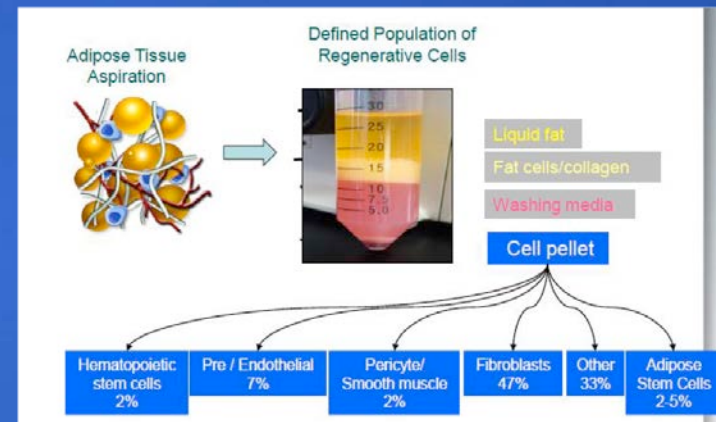 Adipose Tissue
Aspiration
Defined Population of
Regenerative Cells
30
25
20
15
10
7.5
5.0
Liquid fat
Fat cells/collagen
Washing media
Cell pellet
Hematopoietic
stem cells
2%
Pre / Endothelial
7%
Pericyte/
Smooth muscle
2%
Fibroblasts
47%
Other
33%
Adipose
Stem Cells
2-5%